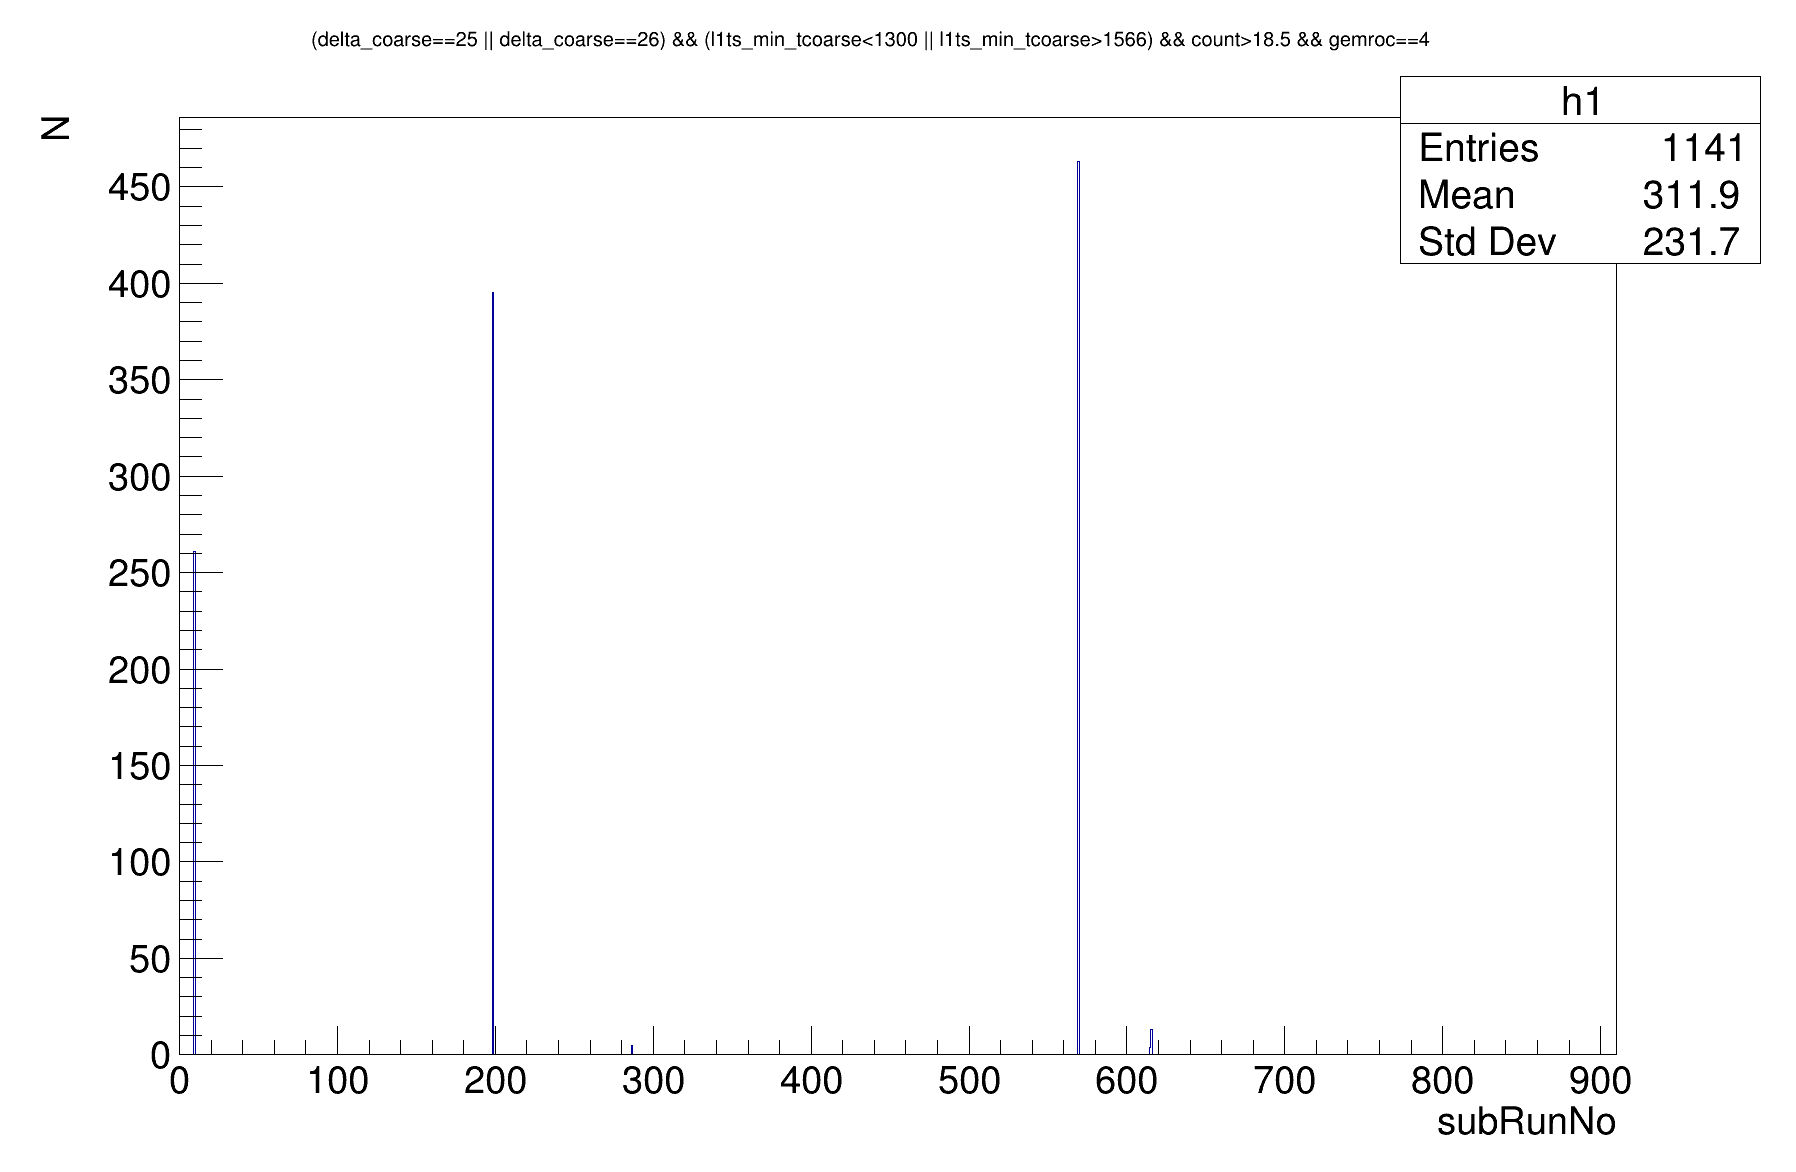 (delta_coarse==25 || delta_coarse==26) && (l1ts_min_tcoarse<1300 || l1ts_min_tcoarse>1566) && count>18.5 && gemroc==4
N
h1
Entries 1141
Mean 311.9
Std Dev 231.7
450
400
350
300
250
200
150
100
50
0
0 100 200 300 400 500 600 700 800 900
subRunNo